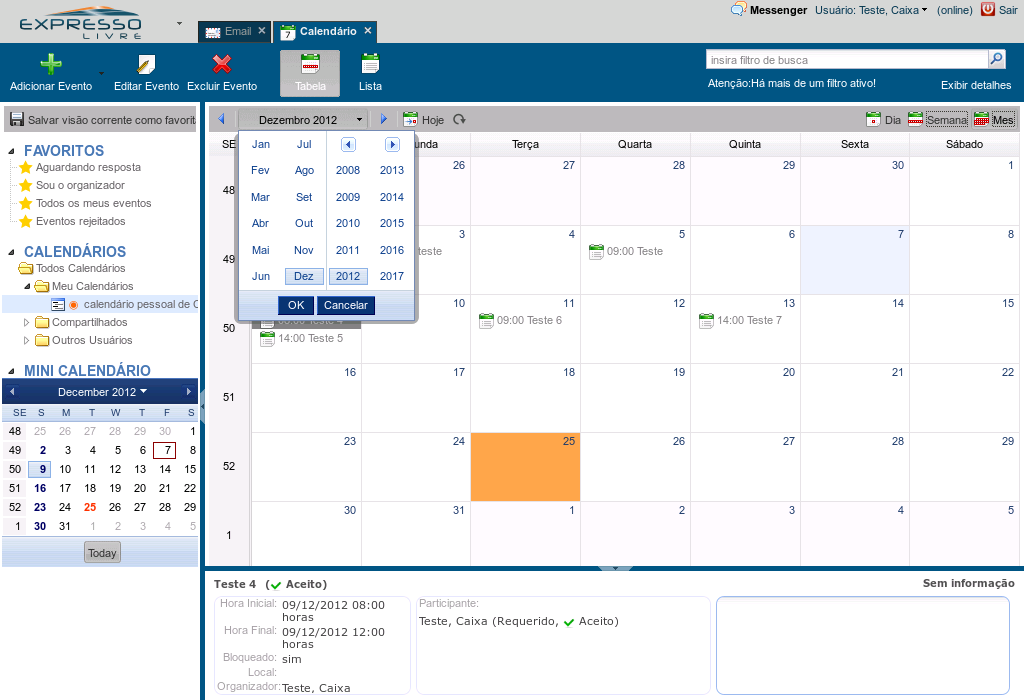 EXPRESSO
LIVRE
Email
Calendário
Messenger Usuário: Teste, Caixa (online) Sair
Adicionar Evento Editar Evento Excluir Evento Tabela Lista
insira filtro de busca
Atenção:Há mais de um filtro ativo! Exibir detalhes
Salvar visão corrente como favorit
FAVORITOS
Aguardando resposta
Sou o organizador
Todos os meus eventos
Eventos rejeitados
CALENDÁRIOS
Todos Calendários
Meu Calendários
calendário pessoal de
Compartilhados
Outros Usuários
MINI CALENDÁRIO
December 2012
SE S M T W T F S
48 25 26 27 28 29 30 1
49 2 3 4 5 6 7 8
50 9 10 11 12 13 14 15
51 16 17 18 19 20 21 22
52 23 24 25 26 27 28 29
1 30 31 1 2 3 4 5
Today
Dezembro 2012 Hoje Dia Semana Mes
SE unda Terça Quarta Quinta Sexta Sábado
Jan Jul
Fev Ago 2008 2013
Mar Set 2009 2014
Abr Out 2010 2015
Mai Nov 2011 2016
Jun Dez 2012 2017
OK Cancelar
48 26 27 28 29 30 1
49 3 4 5 6 7 8
teste
09:00 Teste
50 10 11 12 13 14 15
14:00 Teste 5
09:00 Teste 6
14:00 Teste 7
51 16 17 18 19 20 21 22
52 23 24 25 26 27 28 29
1 30 31 1 2 3 4 5
Teste 4 (Aceito)
Sem informação
Hora Inicial: 09/12/2012 08:00
horas
Hora Final: 09/12/2012 12:00
horas
Bloqueado: sim
Local:
Organizador: Teste, Caixa
Participante:
Teste, Caixa (Requerido, Aceito)